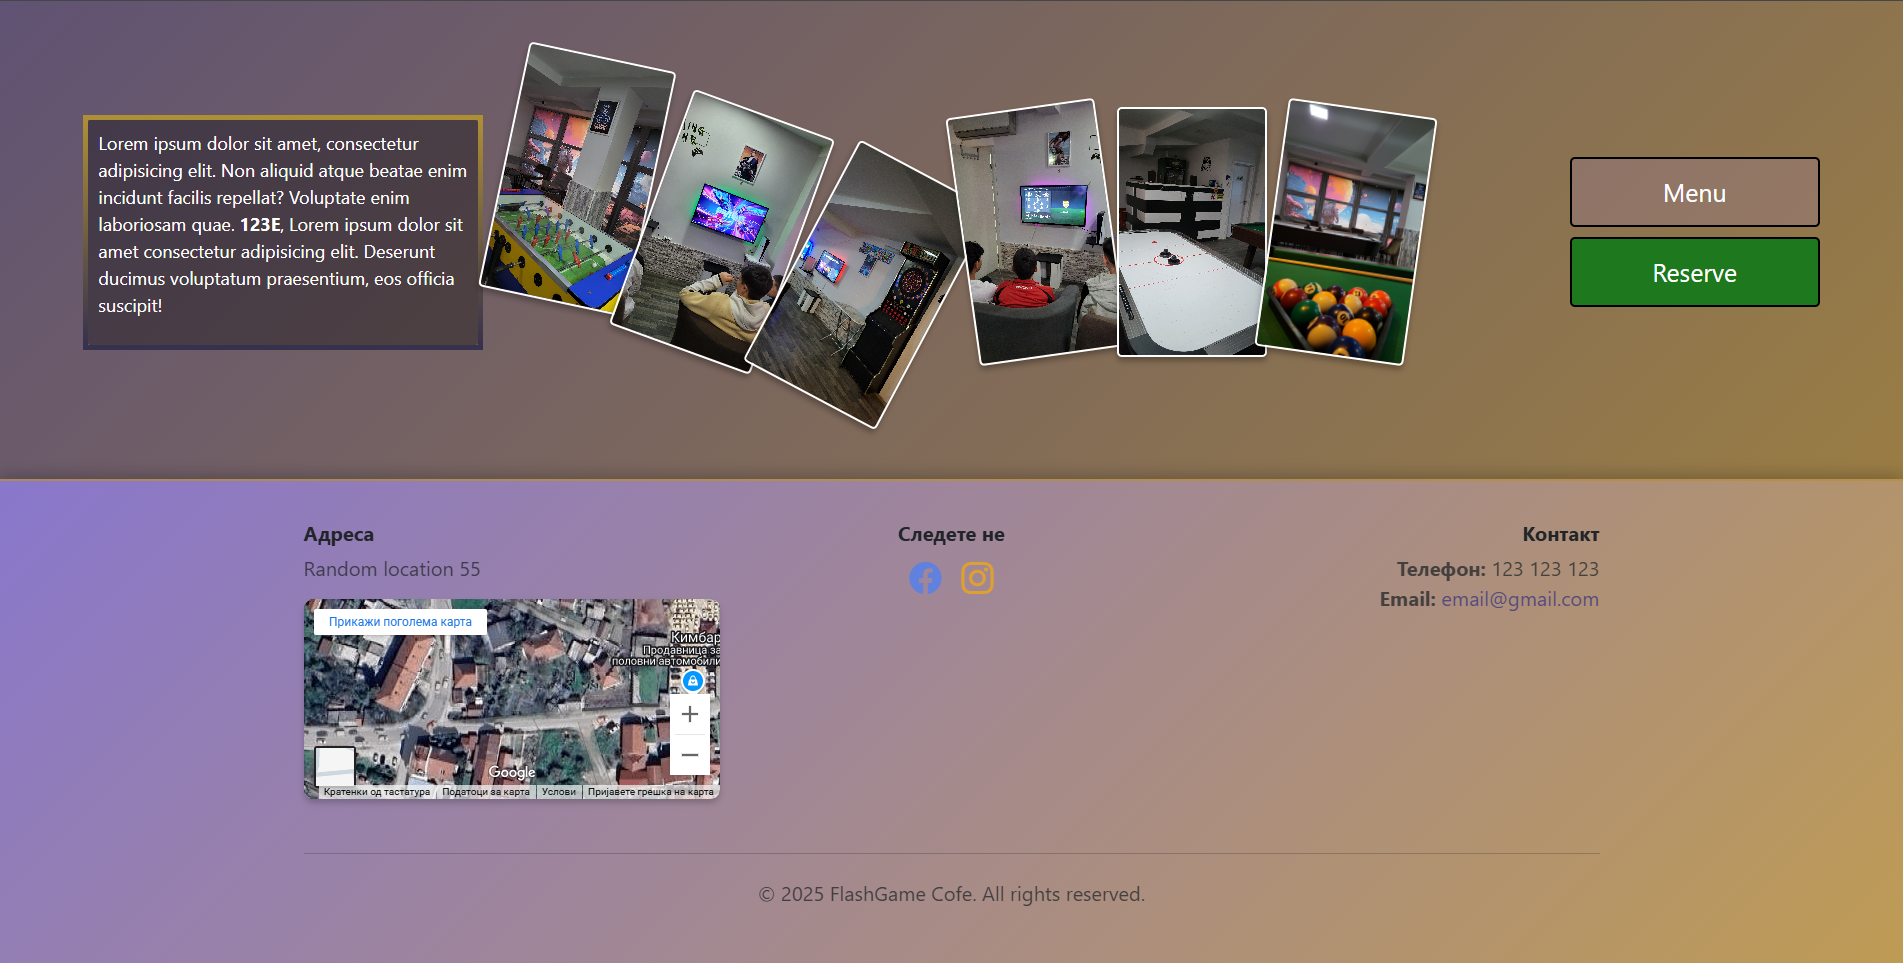 Lorem ipsum dolor sit amet, consectetur
adipisicing elit. Non aliquid atque beatae enim
incidunt facilis repellat? Voluptate enim
laboriosam quae. 123E, Lorem ipsum dolor sit
amet consectetur adipisicing elit. Deserunt
ducimus voluptatum praesentium, eos officia
suscipit!
Menu
Reserve
Адреса
Random location 55
Прикажи поголема карта
Кимбар
Продавница за
половни автомобили
Google
Кратенки од тастатура
Податоци за карта
Услови
Пријавете грешка на карта
Следете не
Контакт
Телефон: 123 123 123
Email: email@gmail.com
© 2025 FlashGame Cofe. All rights reserved.